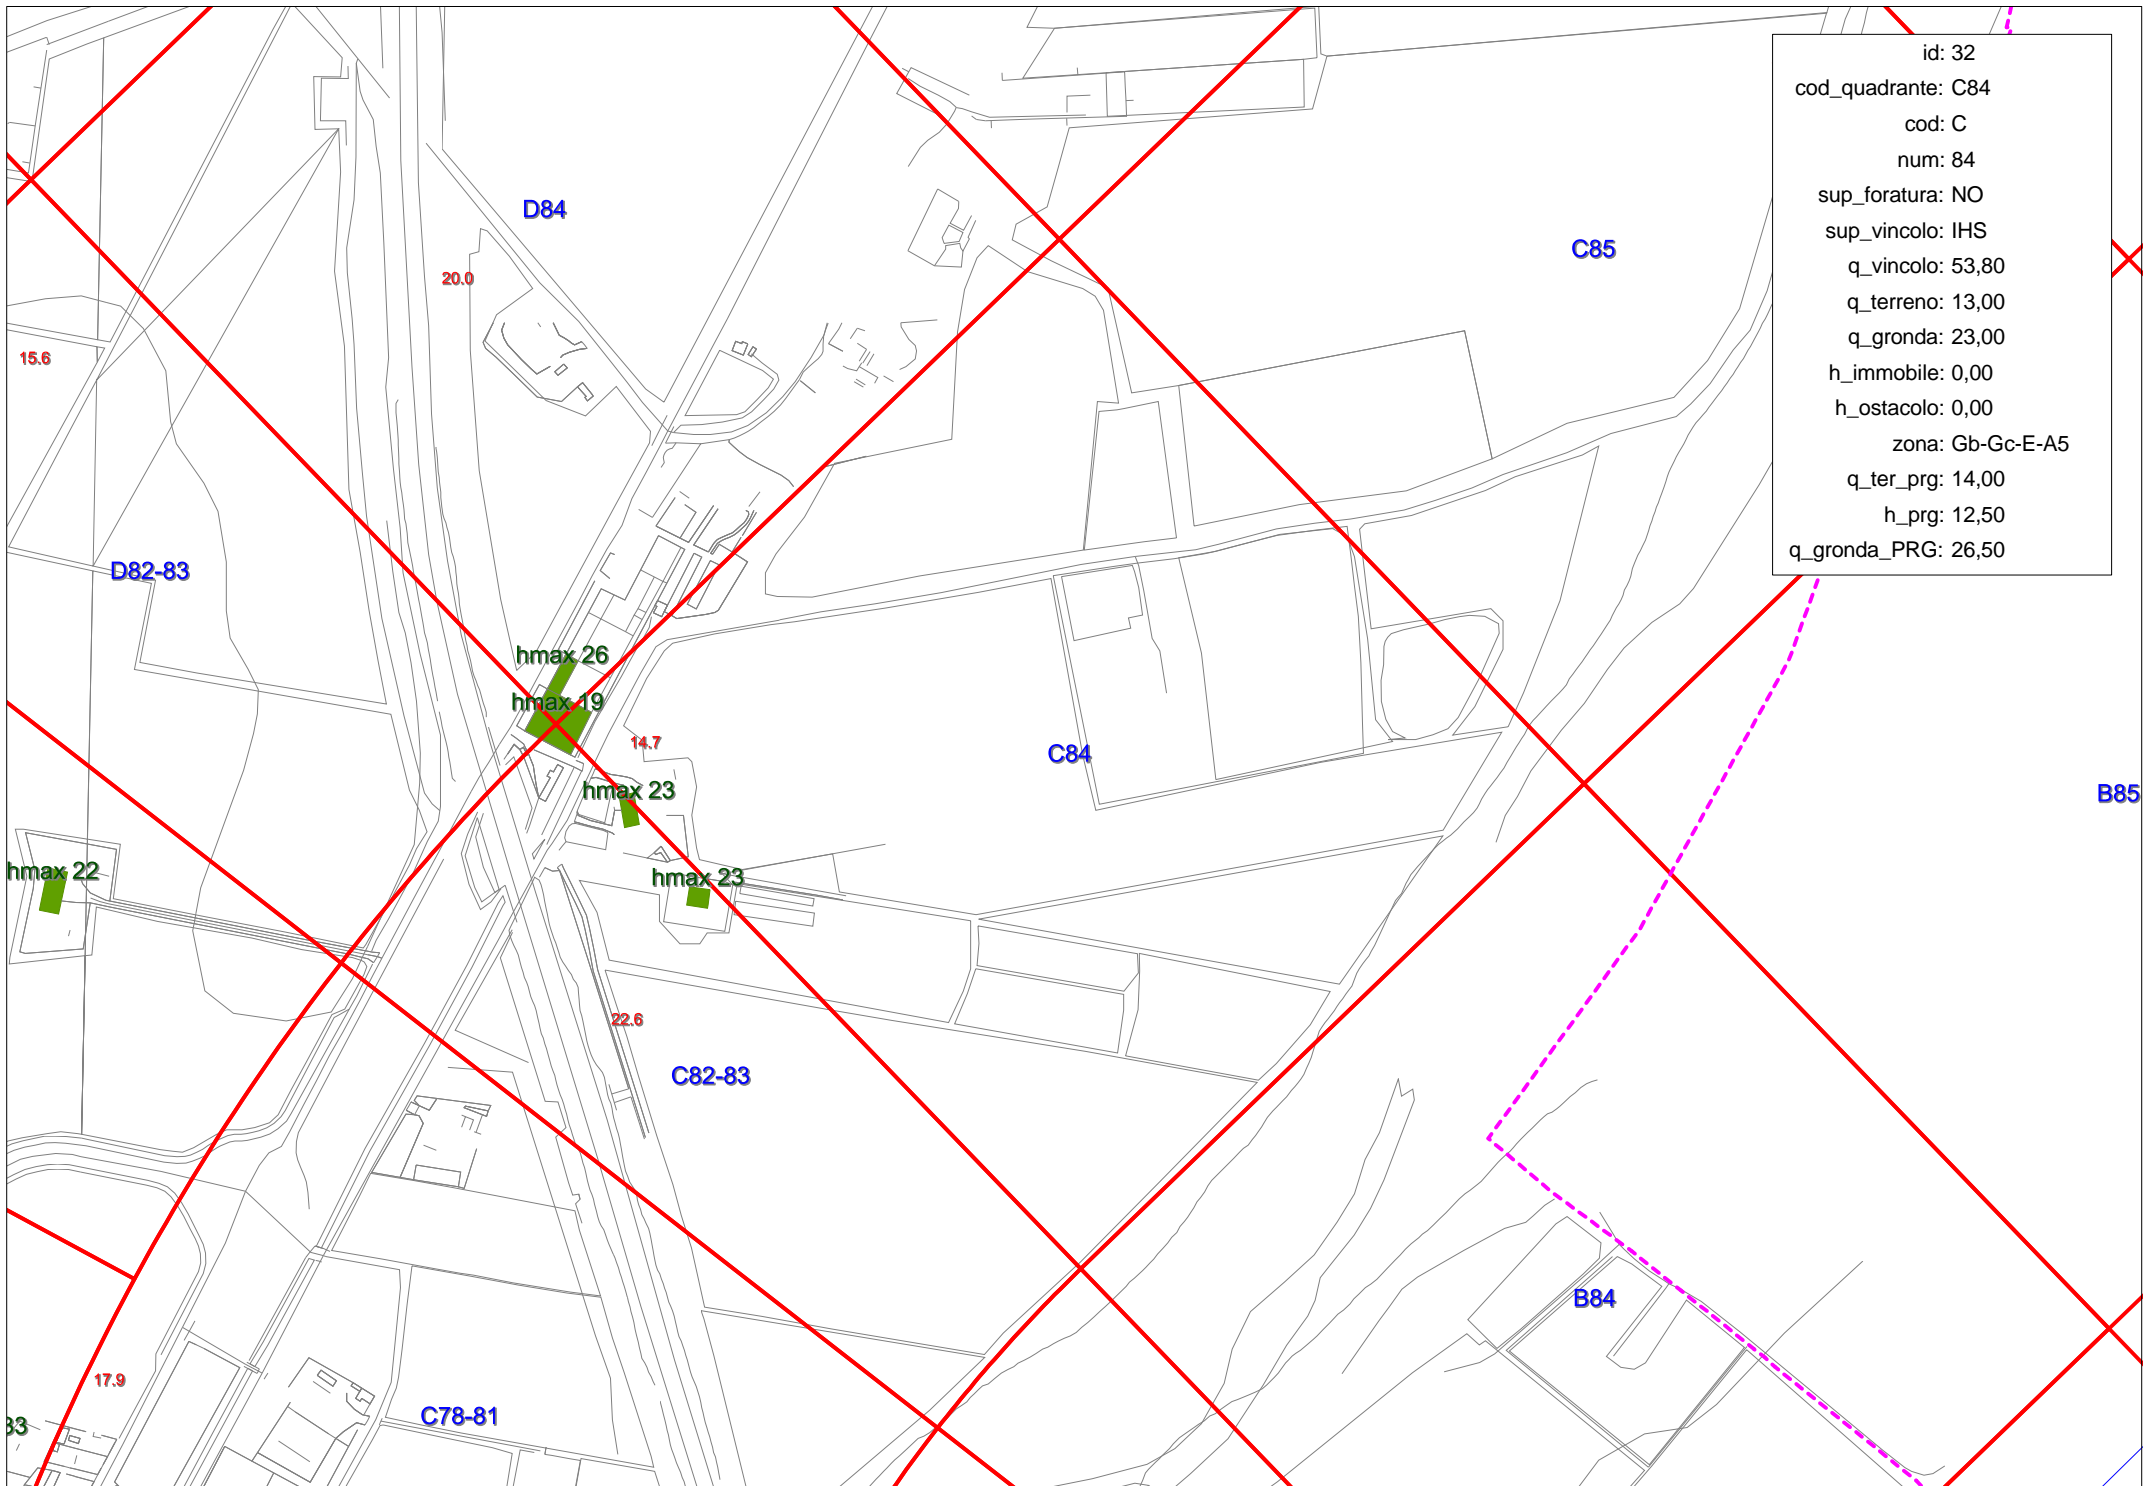 id: 32
cod_quadrante: C84
cod: C
num: 84
sup_foratura: NO
sup_vincolo: IHS
q_vincolo: 53,80
q_terreno: 13,00
q_gronda: 23,00
h_immobile: 0,00
h_ostacolo: 0,00
zona: Gb-Gc-E-A5
q_ter_prg: 14,00
h_prg: 12,50
q_gronda_PRG: 26,50
D84
C85
20.0
15.6
D82-83
hmax 26
hmax 19
14.7
C84
hmax 23
B85
hmax 22
hmax 23
22.6
C82-83
B84
17.9
C78-81
33